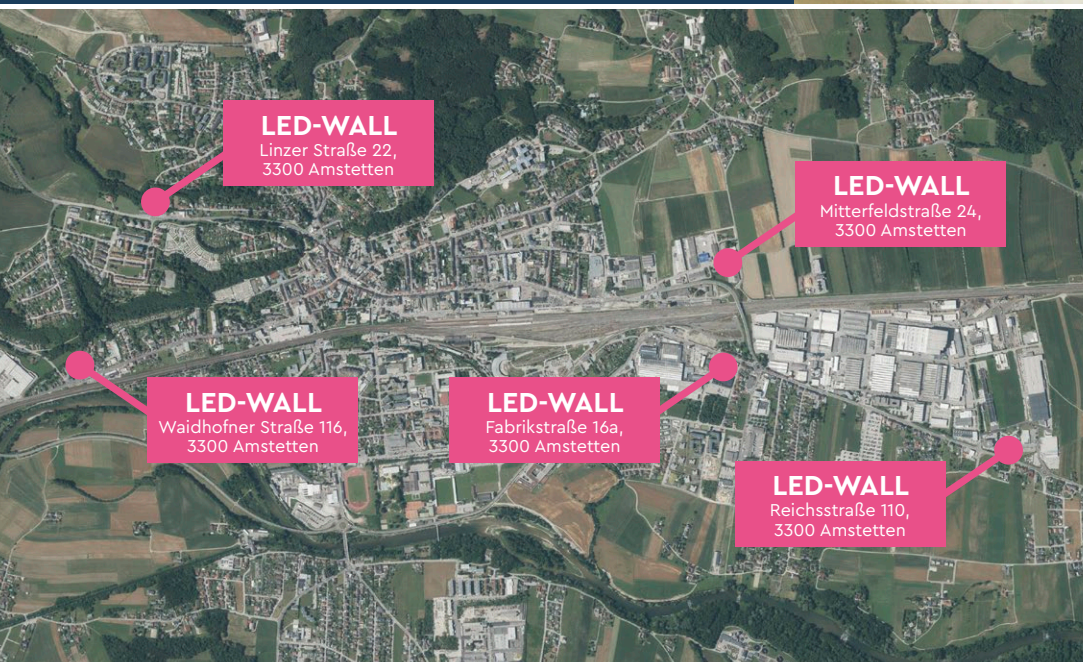 LED-WALL
Linzer Straße 22,
3300 Amstetten
LED-WALL
Mitterfeldstraße 24,
3300 Amstetten
LED-WALL
Waidhofner Straße 116,
3300 Amstetten
LED-WALL
Fabrikstraße 16a,
3300 Amstetten
LED-WALL
Reichsstraße 110,
3300 Amstetten